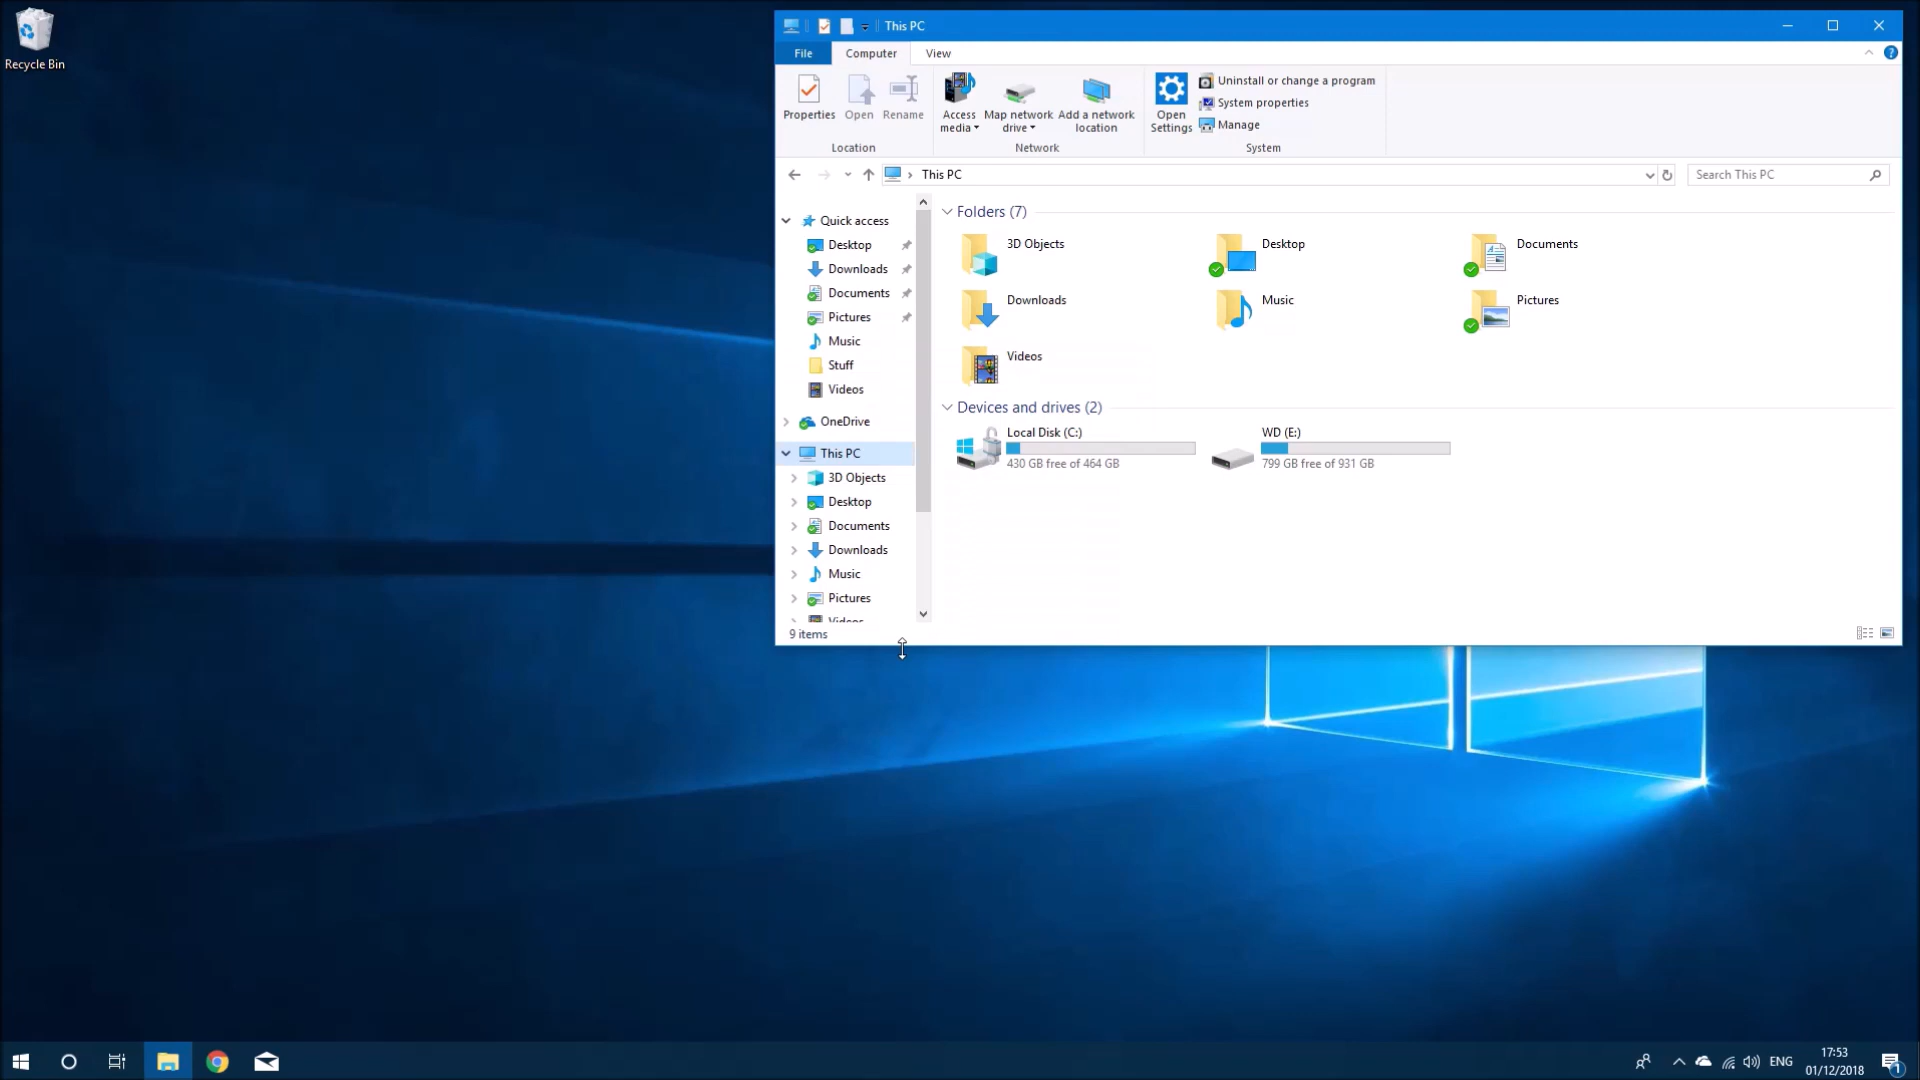 Recycle Bin
This PC
File
Computer
View
Properties
Open
Rename
Access
media
Map network
drive
Add a network
location
Open
Settings
Uninstall or change a program
System properties
Manage
Location
Network
System
This PC
Search This PC
Quick access
Desktop
Downloads
Documents
Pictures
Music
Stuff
Videos
OneDrive
This PC
3D Objects
Desktop
Documents
Downloads
Music
Pictures
Videos
Folders (7)
3D Objects
Desktop
Documents
Downloads
Music
Pictures
Videos
Devices and drives (2)
Local Disk (C:)
430 GB free of 464 GB
WD (E:)
799 GB free of 931 GB
9 items
ENG
17:53
01/12/2018
1